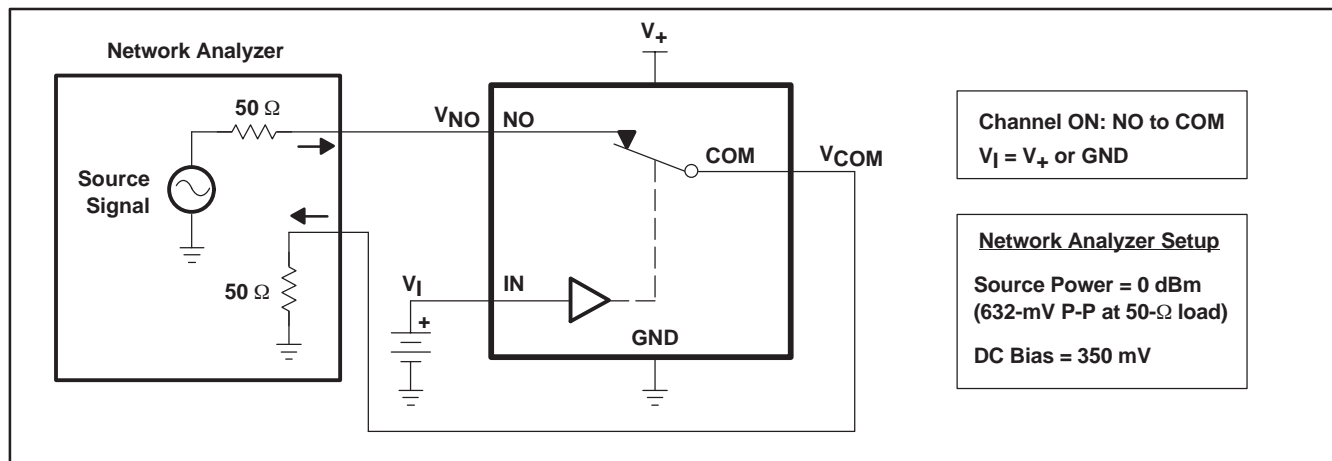 Network Analyzer
50 Ω
Source
Signal
50 Ω
V+
VNO
NO
COM
VCOM
VI
IN
+
GND
Channel ON: NO to COM
VI = V+ or GND
Network Analyzer Setup
Source Power = 0 dBm
(632-mV P-P at 50-Ω load)
DC Bias = 350 mV